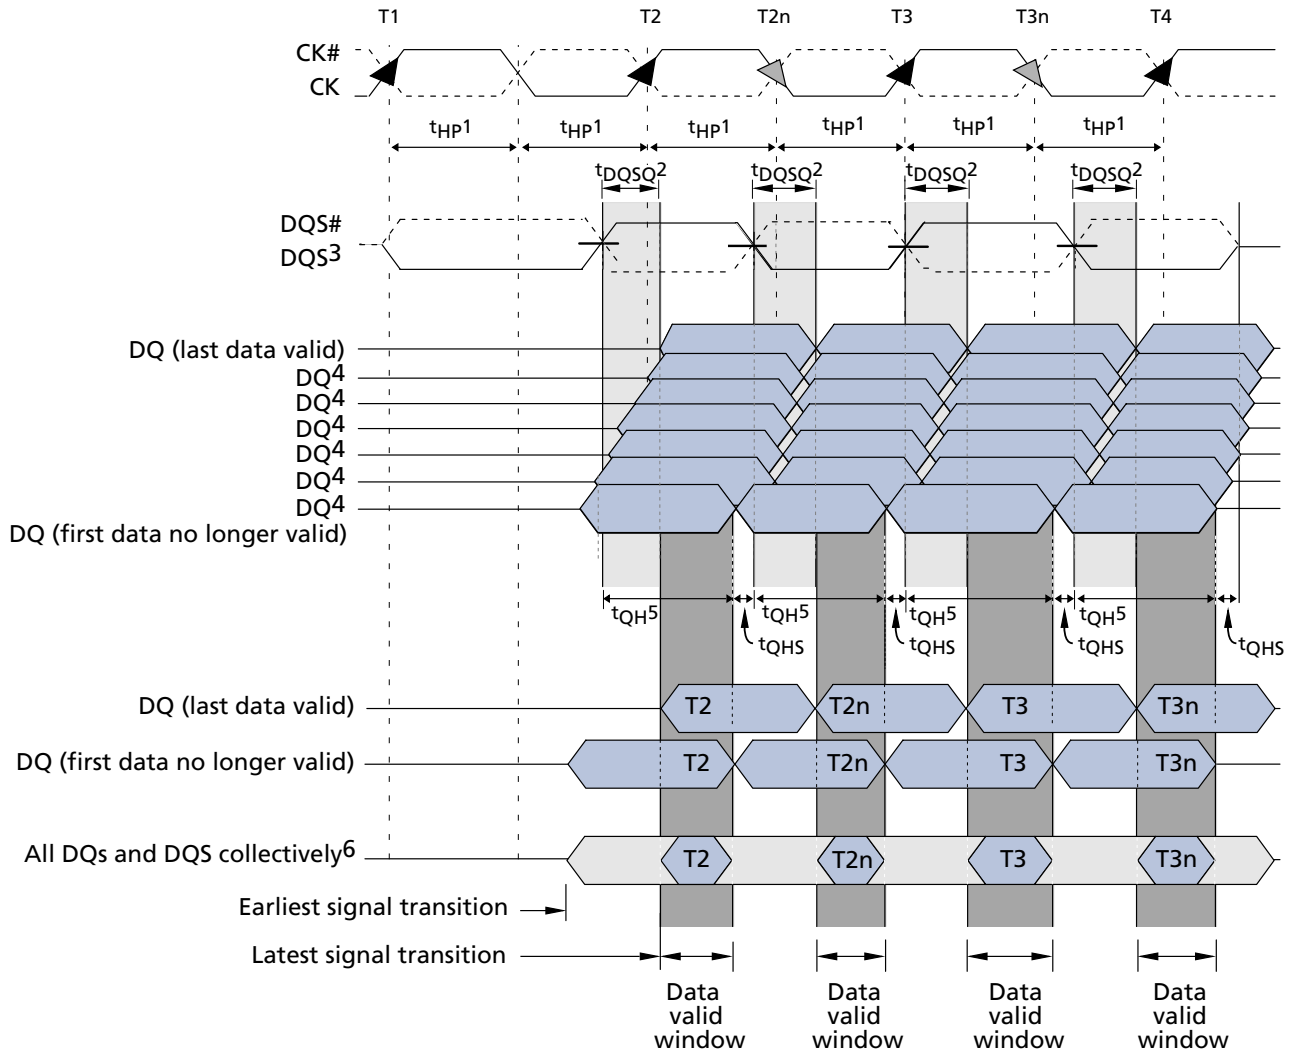 T1 T2 T2n T3 T3n T4
CK#
CK
tHP1 tHP1 tHP1 tHP1 tHP1 tHP1
tDQSQ2 tDQSQ2 tDQSQ2 tDQSQ2
DQS#
DQS3
DQ (last data valid)
DQ4
DQ4
DQ4
DQ4
DQ4
DQ4
DQ (first data no longer valid)
tQH5 tQH5 tQH5 tQH5
tQHS tQHS tQHS tQHS
DQ (last data valid) T2 T2n T3 T3n
DQ (first data no longer valid) T2 T2n T3 T3n
All DQs and DQS collectively6 T2 T2n T3 T3n
Earliest signal transition
Latest signal transition
Data valid window
Data valid window
Data valid window
Data valid window